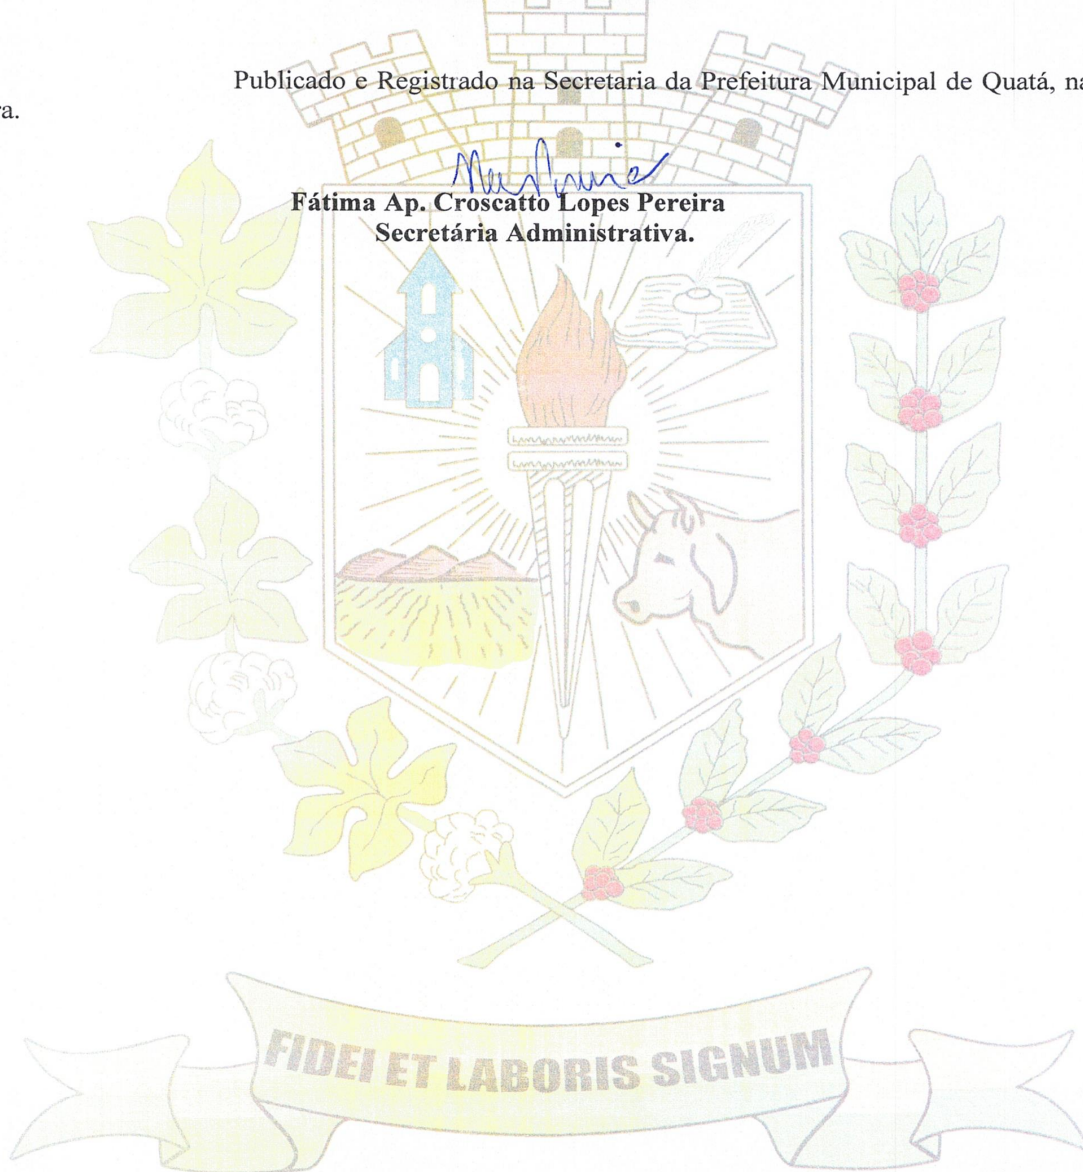 Publicado e Registrado na Secretaria da Prefeitura Municipal de Quatá, na
ra.
Fátima Ap. Croscatto Lopes Pereira
Secretária Administrativa.
FIDEI ET LABORIS SIGNUM